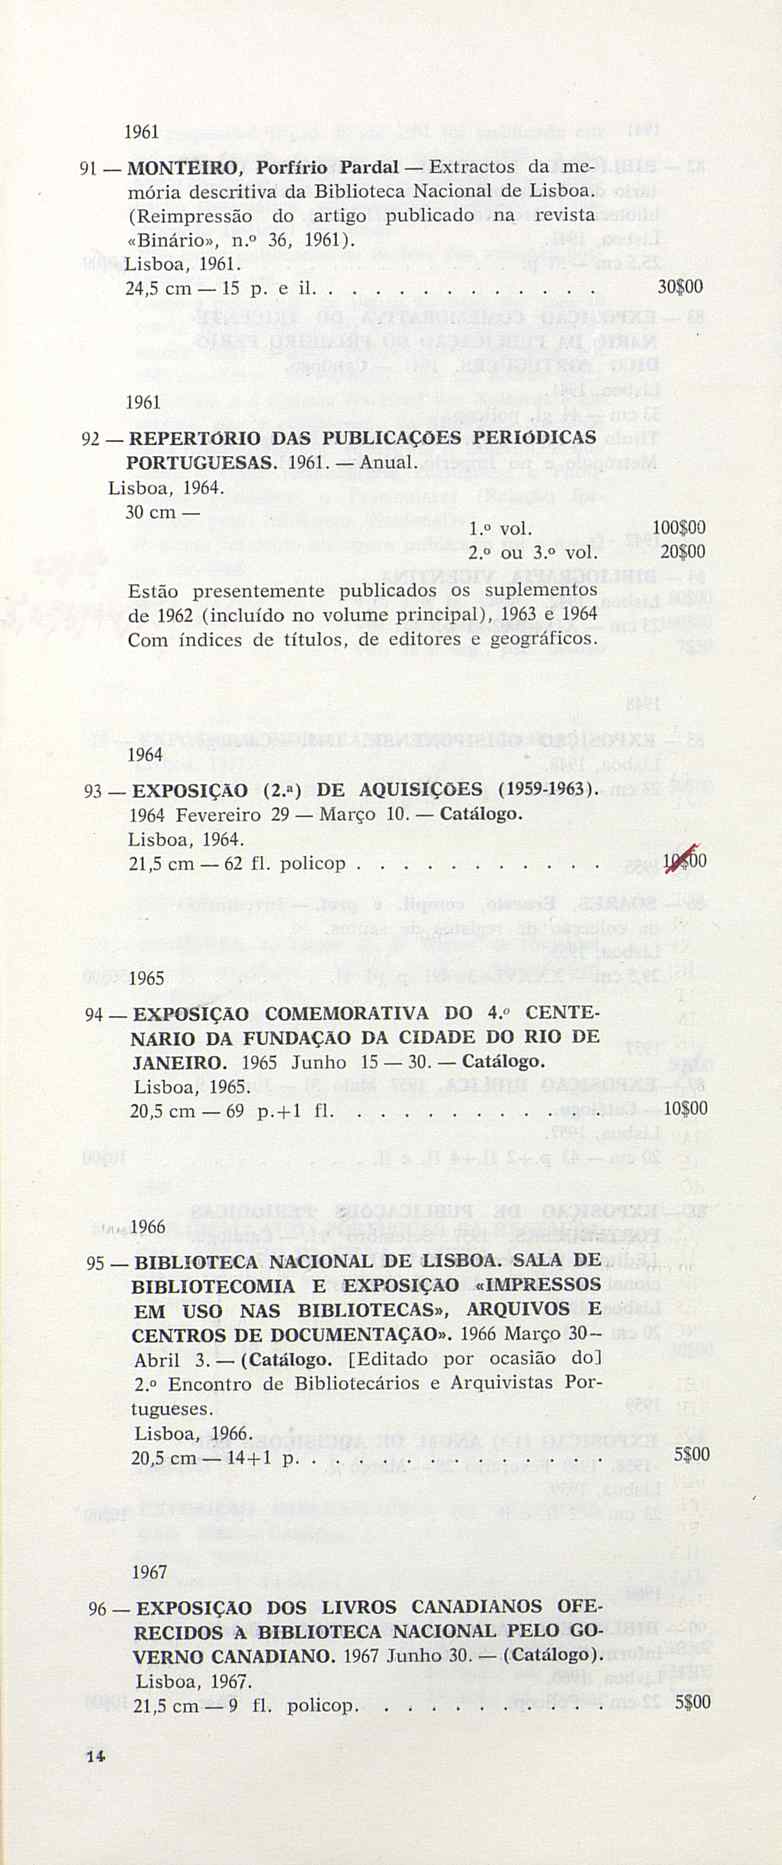 1961
91 — MONTEIRO, Porfírio Pardal — Extractos da me-
mória descritiva da Biblioteca Nacional de Lisboa.
(Reimpressão do artigo publicado na revista
«Binário», n.º 36, 1961).
Lisboa, 1961.
24,5 cm — 15 p. e il. . . . . . . . . . . . . 30$00
1961
92 — REPERTÓRIO DAS PUBLICAÇÕES PERIÓDICAS
PORTUGUESAS. 1961. — Anual.
Lisboa, 1964.
30 cm —
1.º vol. 100$00
2.º ou 3.º vol. 20$00
Estão presentemente publicados os suplementos
de 1962 (incluído no volume principal), 1963 e 1964
Com índices de títulos, de editores e geográficos.
1964
93 — EXPOSIÇÃO (2.ª) DE AQUISIÇÕES (1959-1963).
1964 Fevereiro 29 — Março 10. — Catálogo.
Lisboa, 1964.
21,5 cm — 62 fl. policop . . . . . . . . . . . 10$00
1965
94 — EXPOSIÇÃO COMEMORATIVA DO 4.º CENTE-
NÁRIO DA FUNDAÇÃO DA CIDADE DO RIO DE
JANEIRO. 1965 Junho 15 — 30. — Catálogo.
Lisboa, 1965.
20,5 cm — 69 p.+1 fl. . . . . . . . . . . . 10$00
1966
95 — BIBLIOTECA NACIONAL DE LISBOA. SALA DE
BIBLIOTECOMIA E EXPOSIÇÃO «IMPRESSOS
EM USO NAS BIBLIOTECAS», ARQUIVOS E
CENTROS DE DOCUMENTAÇÃO». 1966 Março 30–
Abril 3. — (Catálogo. [Editado por ocasião do]
2.º Encontro de Bibliotecários e Arquivistas Por-
tugueses.
Lisboa, 1966.
20,5 cm — 14+1 p. . . . . . . . . . . . . . 5$00
1967
96 — EXPOSIÇÃO DOS LIVROS CANADIANOS OFE-
RECIDOS À BIBLIOTECA NACIONAL PELO GO-
VERNO CANADIANO. 1967 Junho 30. — (Catálogo).
Lisboa, 1967.
21,5 cm — 9 fl. policop. . . . . . . . . . . 5$00
14